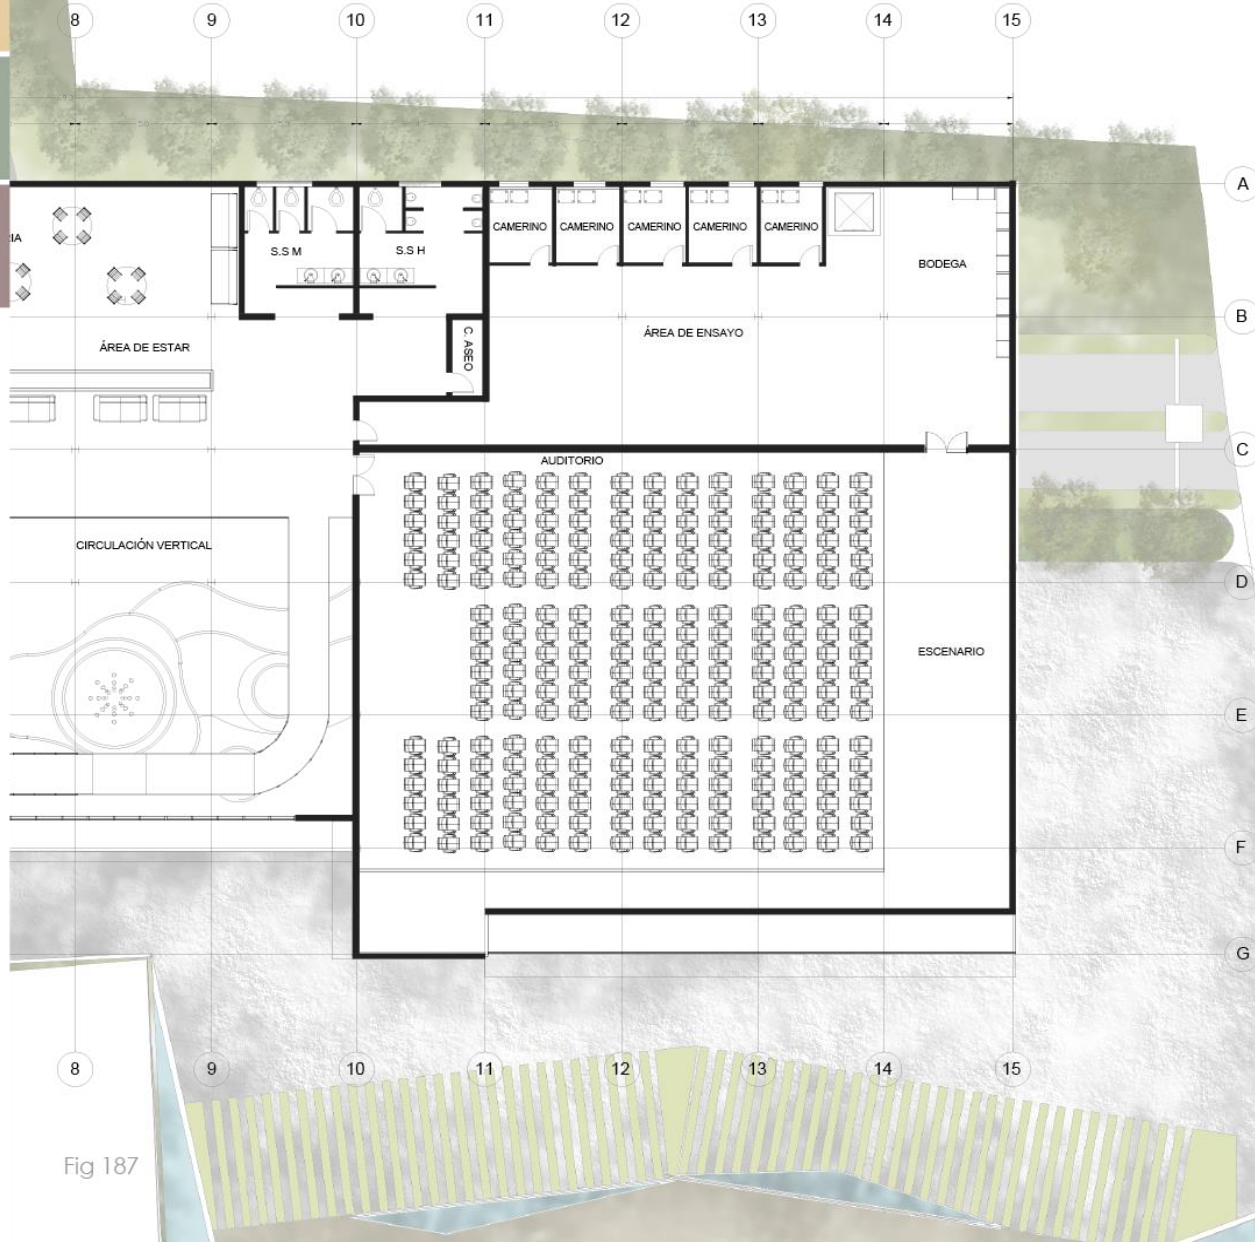 8 9 10 11 12 13 14 15
A
CAMERINO CAMERINO CAMERINO CAMERINO CAMERINO
RIA
S.S M
S.S H
BODEGA
B
C. ASEO
ÁREA DE ENSAYO
ÁREA DE ESTAR
C
AUDITORIO
CIRCULACIÓN VERTICAL
D
ESCENARIO
E
F
G
8 9 10 11 12 13 14 15
Fig 187